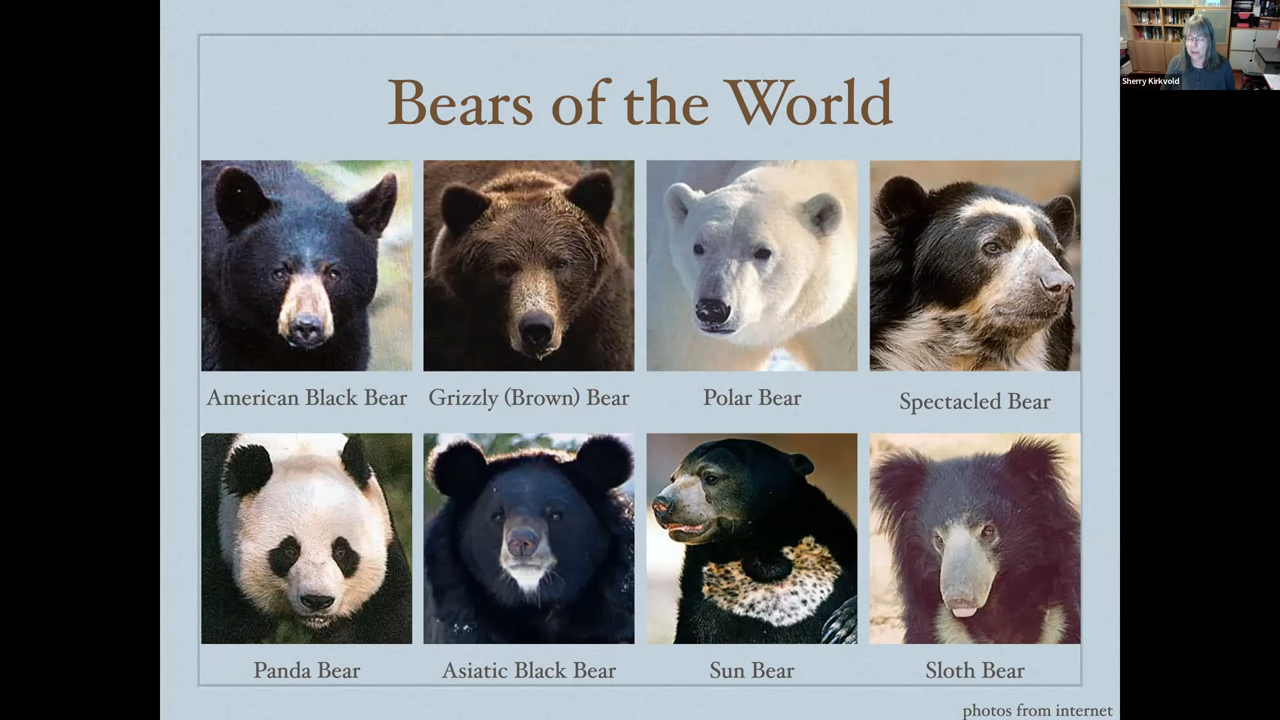 Bears of the World
Sherry Kirkvold
American Black Bear
Grizzly (Brown) Bear
Polar Bear
Spectacled Bear
Panda Bear
Asiatic Black Bear
Sun Bear
Sloth Bear
photos from internet